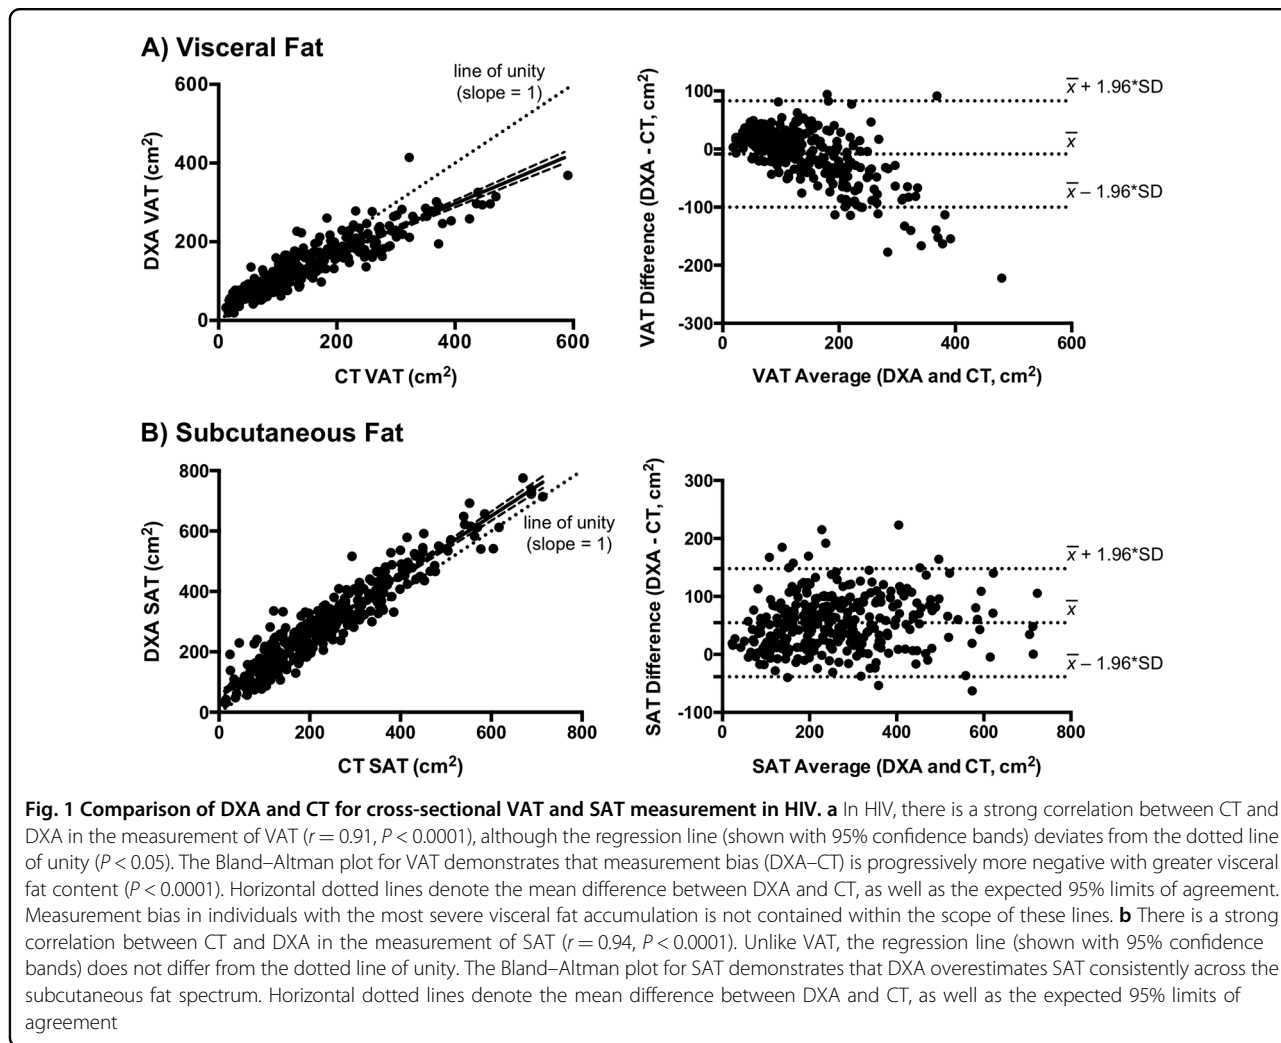 A) Visceral Fat
line of unity
(slope = 1)
600
400
200
0
DXA VAT (cm²)
0 200 400 600
CT VAT (cm²)
100
0
-100
-200
-300
VAT Difference (DXA - CT, cm²)
x̅ + 1.96*SD
x̅
x̅ – 1.96*SD
0 200 400 600
VAT Average (DXA and CT, cm²)
B) Subcutaneous Fat
800
600
400
200
0
DXA SAT (cm²)
line of unity
(slope = 1)
0 200 400 600 800
CT SAT (cm²)
300
200
100
0
-100
SAT Difference (DXA - CT, cm²)
x̅ + 1.96*SD
x̅
x̅ – 1.96*SD
0 200 400 600 800
SAT Average (DXA and CT, cm²)
Fig. 1 Comparison of DXA and CT for cross-sectional VAT and SAT measurement in HIV. a In HIV, there is a strong correlation between CT and
DXA in the measurement of VAT (r = 0.91, P < 0.0001), although the regression line (shown with 95% confidence bands) deviates from the dotted line
of unity (P < 0.05). The Bland–Altman plot for VAT demonstrates that measurement bias (DXA–CT) is progressively more negative with greater visceral
fat content (P < 0.0001). Horizontal dotted lines denote the mean difference between DXA and CT, as well as the expected 95% limits of agreement.
Measurement bias in individuals with the most severe visceral fat accumulation is not contained within the scope of these lines. b There is a strong
correlation between CT and DXA in the measurement of SAT (r = 0.94, P < 0.0001). Unlike VAT, the regression line (shown with 95% confidence
bands) does not differ from the dotted line of unity. The Bland–Altman plot for SAT demonstrates that DXA overestimates SAT consistently across the
subcutaneous fat spectrum. Horizontal dotted lines denote the mean difference between DXA and CT, as well as the expected 95% limits of
agreement